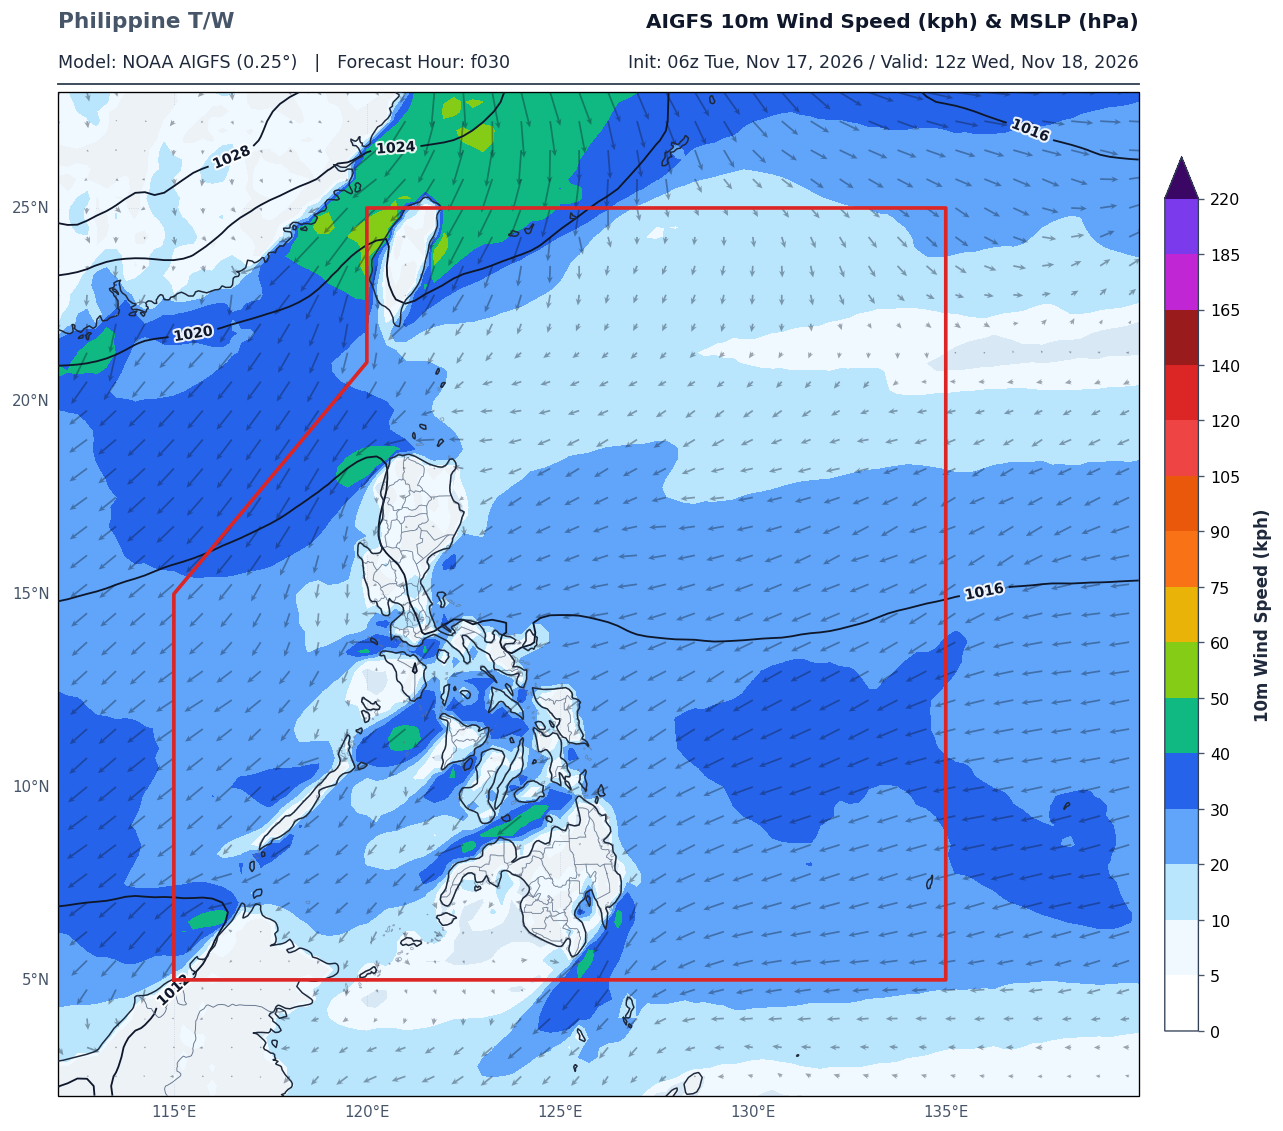 Philippine T/W
AIGFS 10m Wind Speed (kph) & MSLP (hPa)
Model: NOAA AIGFS (0.25°) | Forecast Hour: f030
Init: 06z Tue, Nov 17, 2026 / Valid: 12z Wed, Nov 18, 2026
1028
1024
1016
1020
1016
1012
25°N
20°N
15°N
10°N
5°N
115°E
120°E
125°E
130°E
135°E
220
185
165
140
120
105
90
75
60
50
40
30
20
10
5
0
10m Wind Speed (kph)